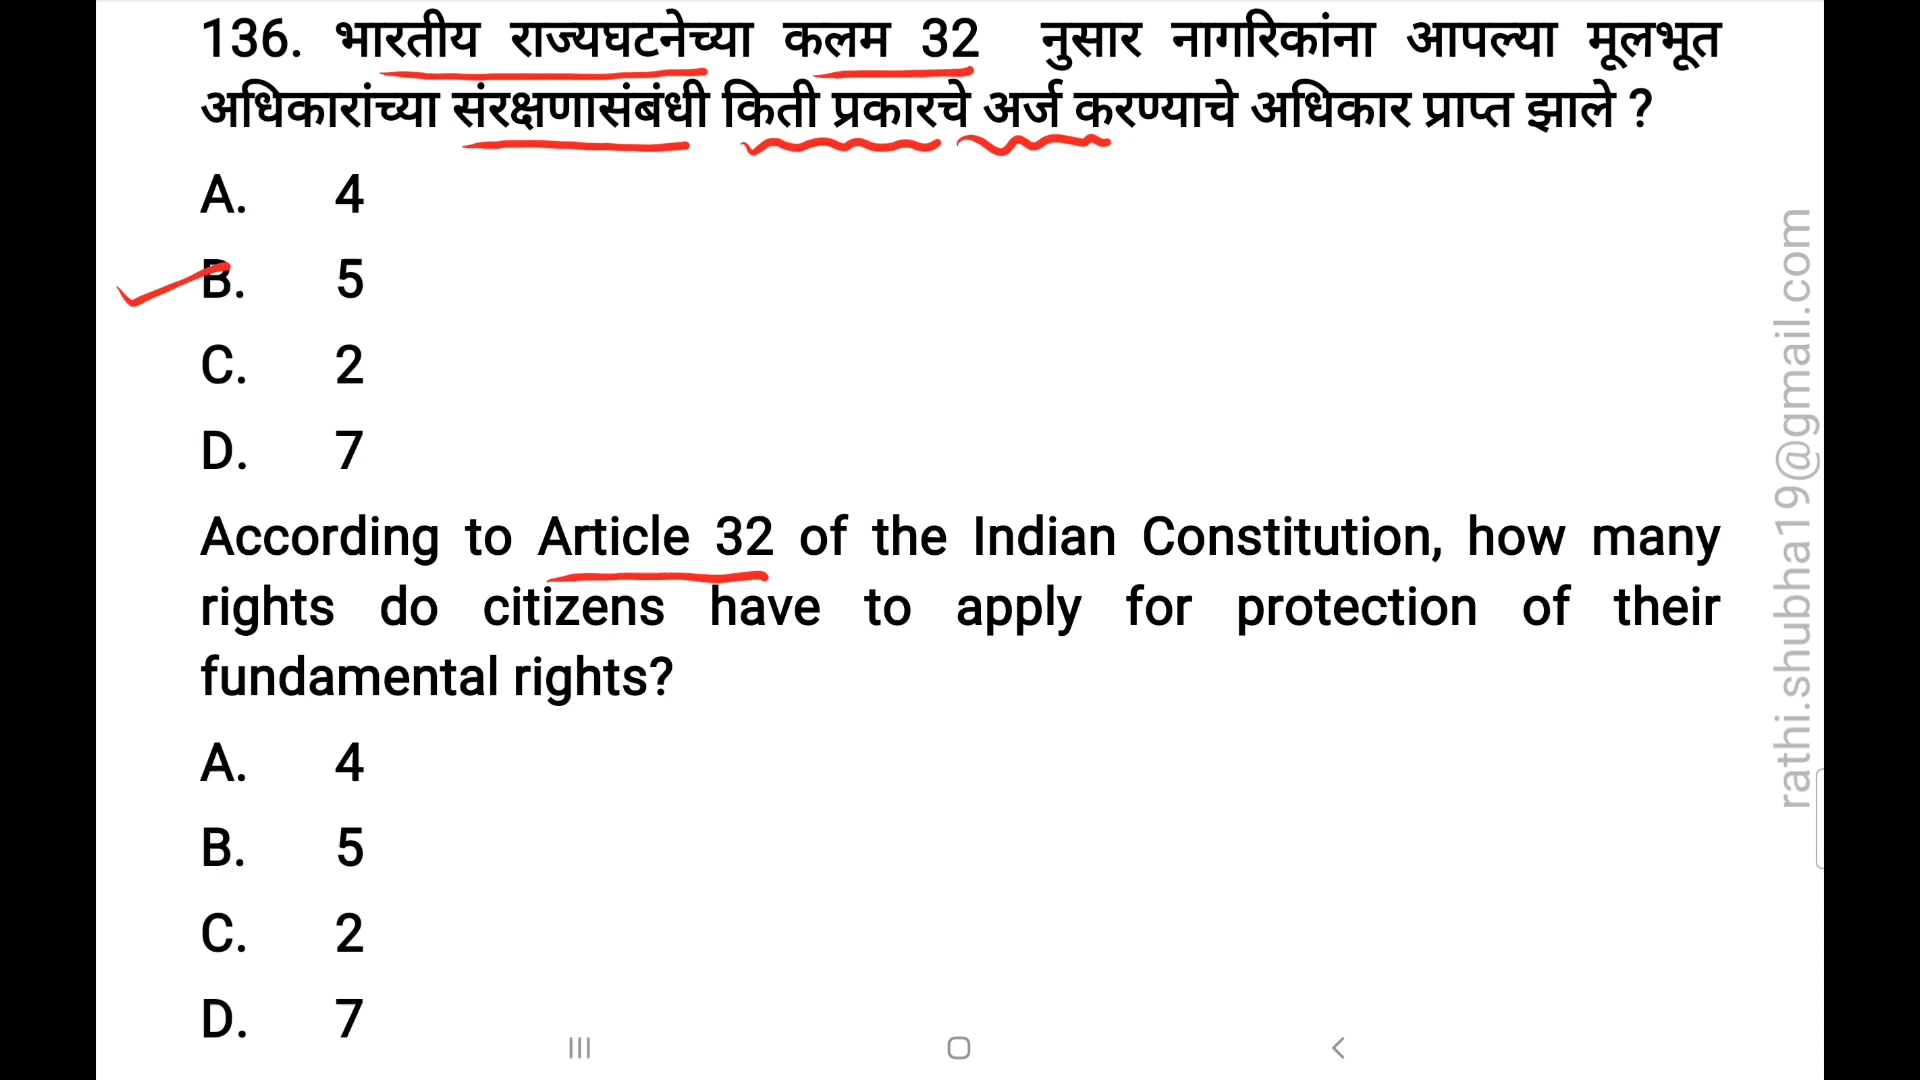 136. भारतीय राज्यघटनेच्या कलम 32 नुसार नागरिकांना आपल्या मूलभूत
अधिकारांच्या संरक्षणासंबंधी किती प्रकारचे अर्ज करण्याचे अधिकार प्राप्त झाले ?
A. 4
B. 5
C. 2
D. 7
According to Article 32 of the Indian Constitution, how many
rights do citizens have to apply for protection of their
fundamental rights?
A. 4
B. 5
C. 2
D. 7
rathi.shubha19@gmail.com